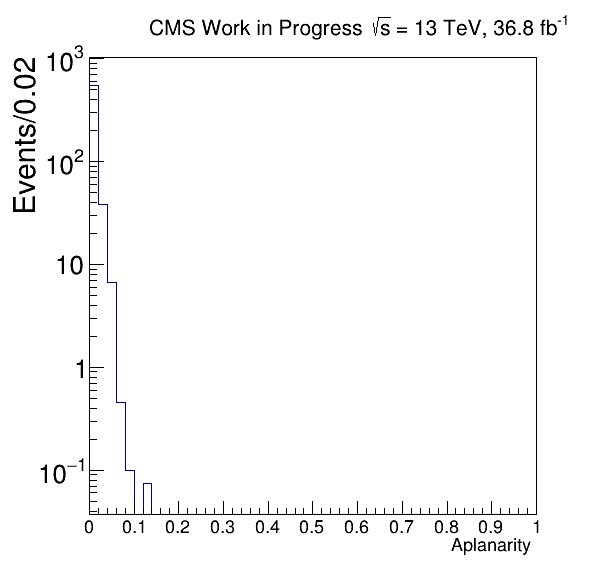 CMS Work in Progress √s = 13 TeV, 36.8 fb⁻¹
Events/0.02
10³
10²
10
1
10⁻¹
0 0.1 0.2 0.3 0.4 0.5 0.6 0.7 0.8 0.9 1
Aplanarity